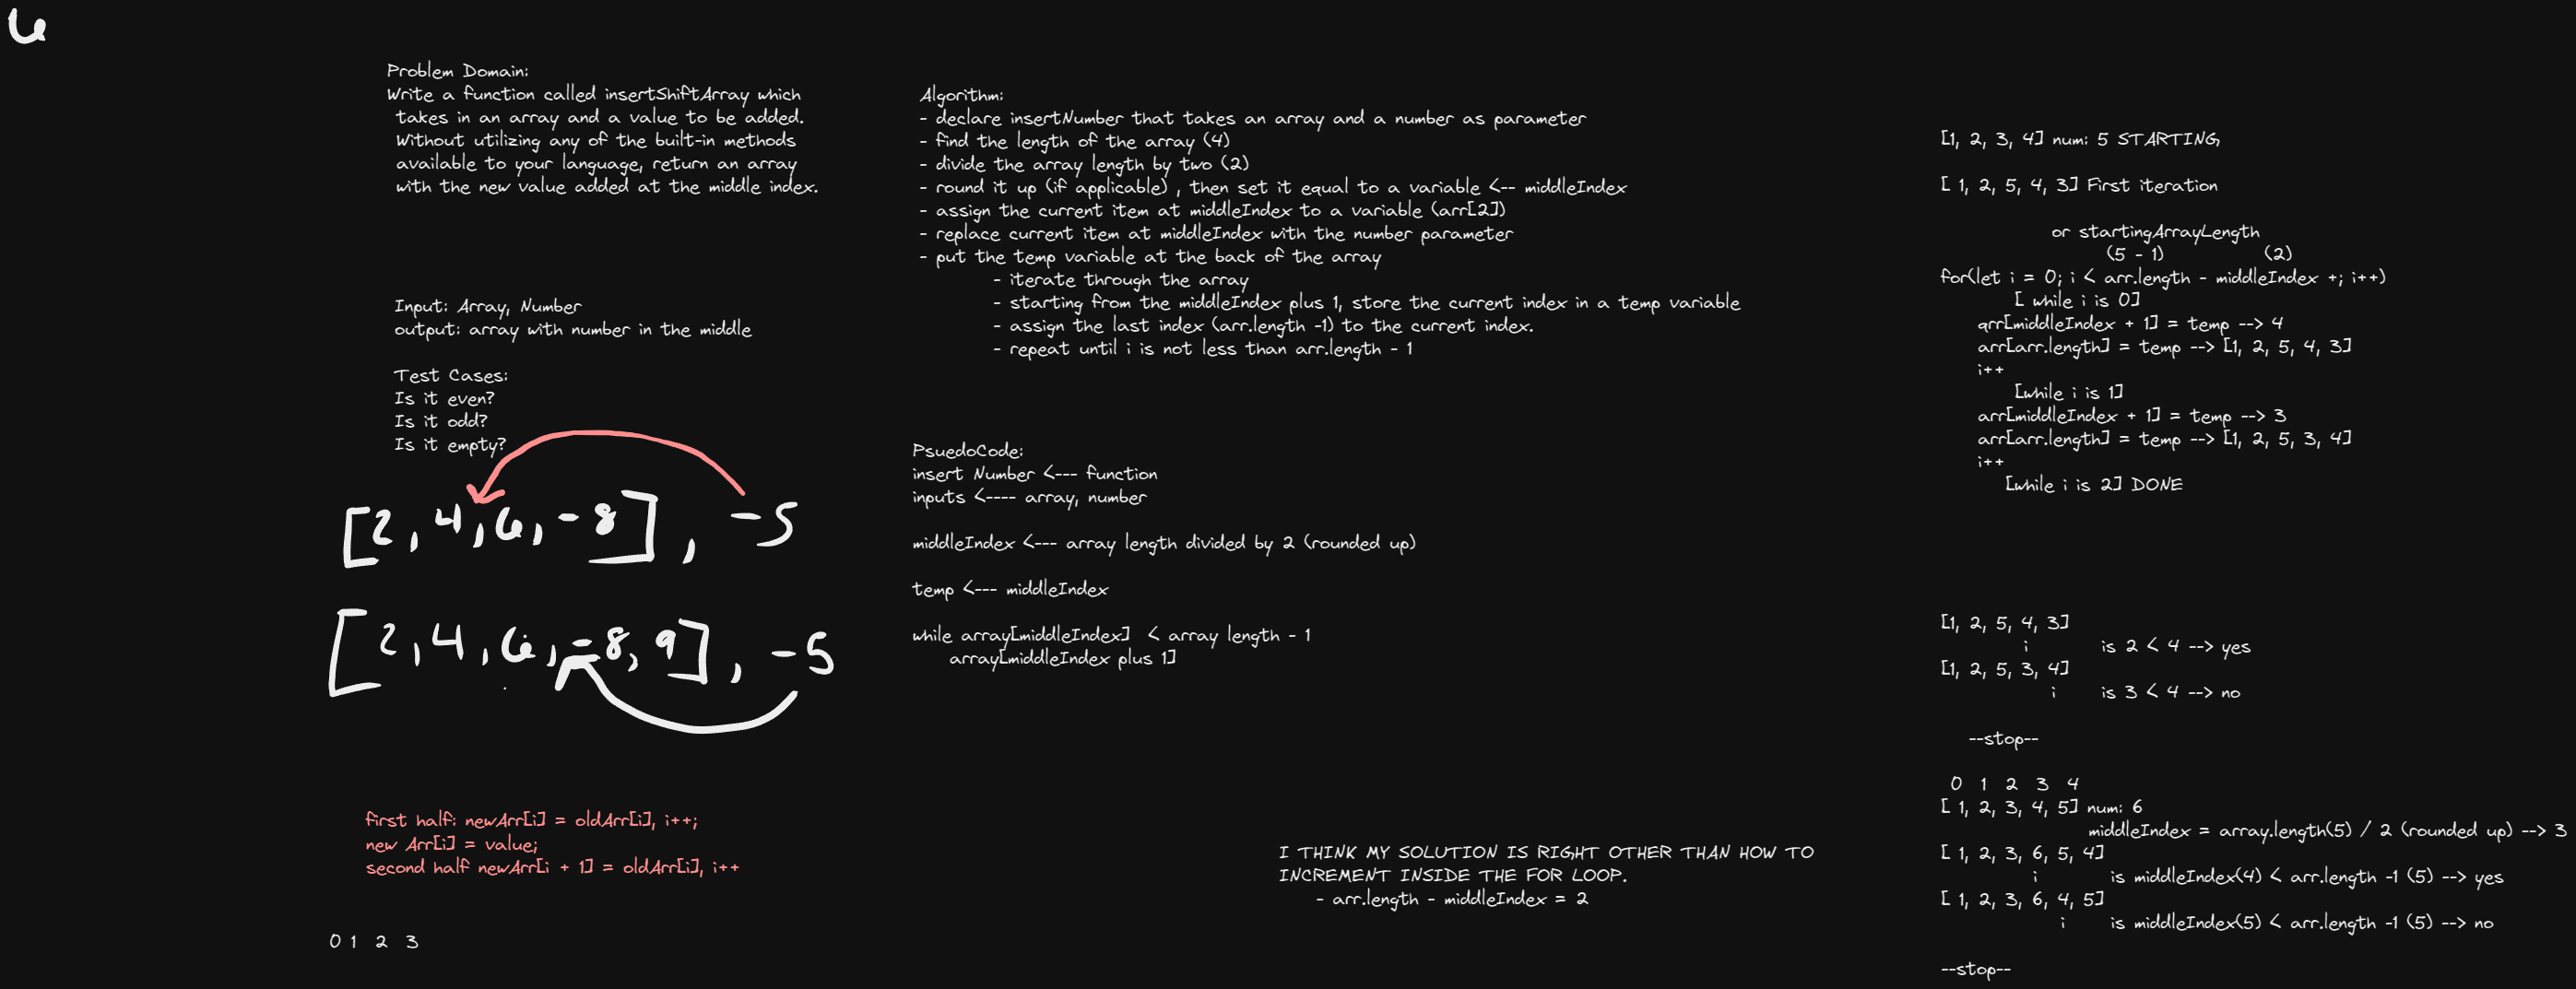 6
Problem Domain:
Write a function called insertShiftArray which
takes in an array and a value to be added.
Without utilizing any of the built-in methods
available to your language, return an array
with the new value added at the middle index.
Input: Array, Number
output: array with number in the middle
Test Cases:
Is it even?
Is it odd?
Is it empty?
[2, 4, 6, -8], -5
[2, 4, 6, -8, 9], -5
first half: newArr[i] = oldArr[i], i++;
new Arr[i] = value;
second half newArr[i + 1] = oldArr[i], i++
0 1 2 3
Algorithm:
- declare insertNumber that takes an array and a number as parameter
- find the length of the array (4)
- divide the array length by two (2)
- round it up (if applicable) , then set it equal to a variable <-- middleIndex
- assign the current item at middleIndex to a variable (arr[2])
- replace current item at middleIndex with the number parameter
- put the temp variable at the back of the array
- iterate through the array
- starting from the middleIndex plus 1, store the current index in a temp variable
- assign the last index (arr.length -1) to the current index.
- repeat until i is not less than arr.length - 1
PsuedoCode:
insert Number <--- function
inputs <---- array, number
middleIndex <--- array length divided by 2 (rounded up)
temp <--- middleIndex
while array[middleIndex] < array length - 1
array[middleIndex plus 1]
I THINK MY SOLUTION IS RIGHT OTHER THAN HOW TO
INCREMENT INSIDE THE FOR LOOP.
- arr.length - middleIndex = 2
[1, 2, 3, 4] num: 5 STARTING
[ 1, 2, 5, 4, 3] First iteration
or startingArrayLength
(5 - 1) (2)
for(let i = 0; i < arr.length - middleIndex +; i++)
[ while i is 0]
arr[middleIndex + 1] = temp --> 4
arr[arr.length] = temp --> [1, 2, 5, 4, 3]
i++
[while i is 1]
arr[middleIndex + 1] = temp --> 3
arr[arr.length] = temp --> [1, 2, 5, 3, 4]
i++
[while i is 2] DONE
[1, 2, 5, 4, 3]
i is 2 < 4 --> yes
[1, 2, 5, 3, 4]
i is 3 < 4 --> no
--stop--
0 1 2 3 4
[ 1, 2, 3, 4, 5] num: 6
middleIndex = array.length(5) / 2 (rounded up) --> 3
[ 1, 2, 3, 6, 5, 4]
i is middleIndex(4) < arr.length -1 (5) --> yes
[ 1, 2, 3, 6, 4, 5]
i is middleIndex(5) < arr.length -1 (5) --> no
--stop--